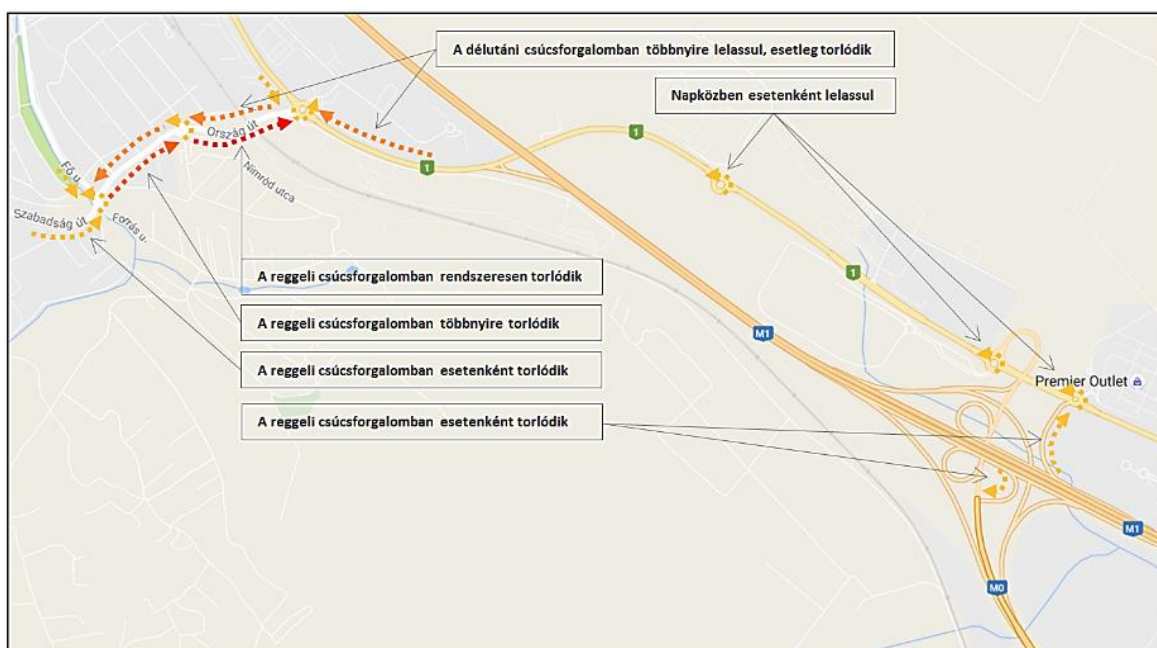 A délutáni csúcsforgalomban többnyire lelassul, esetleg torlódik
Napközben esetenként lelassul
Ország út
1
1
Nimród utca
Fő u.
Szabadság út
Forrás u.
1
A reggeli csúcsforgalomban rendszeresen torlódik
A reggeli csúcsforgalomban többnyire torlódik
M1
A reggeli csúcsforgalomban esetenként torlódik
Premier Outlet
A reggeli csúcsforgalomban esetenként torlódik
M1
M0